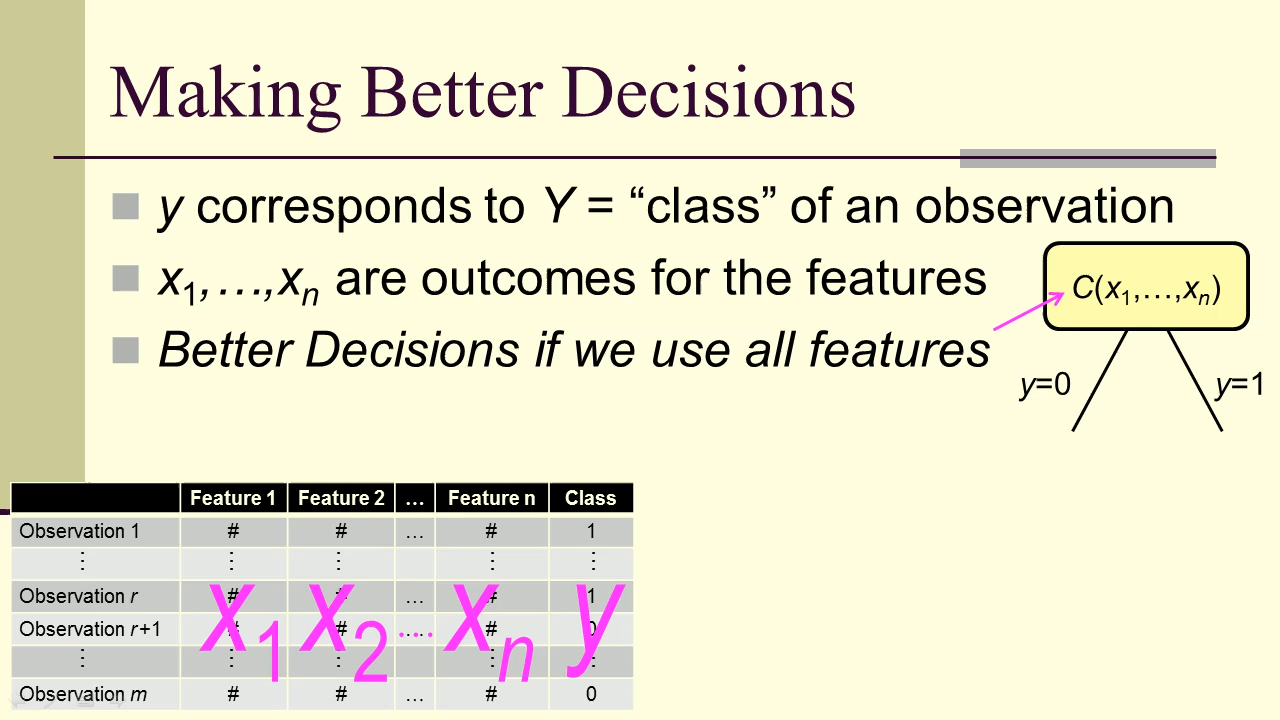 Making Better Decisions
y corresponds to Y = “class” of an observation
x1,…,xn are outcomes for the features
Better Decisions if we use all features
C(x1,…,xn)
y=0 y=1
Feature 1 Feature 2 … Feature n Class
Observation 1 # # … # 1
⋮ ⋮ ⋮ ⋮ ⋮
Observation r # # … # 1
Observation r+1 # # … # 0
⋮ ⋮ ⋮ ⋮ ⋮
Observation m # # … # 0
x1 x2 … xn y